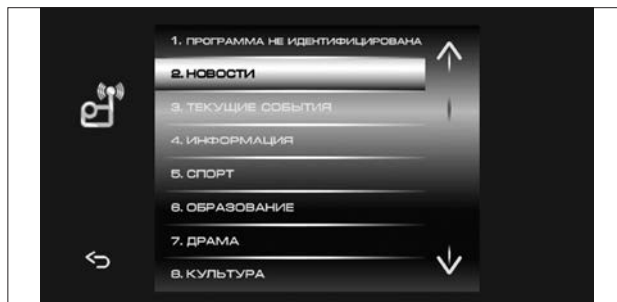 1. ПРОГРАММА НЕ ИДЕНТИФИЦИРОВАНА
2. НОВОСТИ
3. ТЕКУЩИЕ СОБЫТИЯ
4. ИНФОРМАЦИЯ
5. СПОРТ
6. ОБРАЗОВАНИЕ
7. ДРАМА
8. КУЛЬТУРА